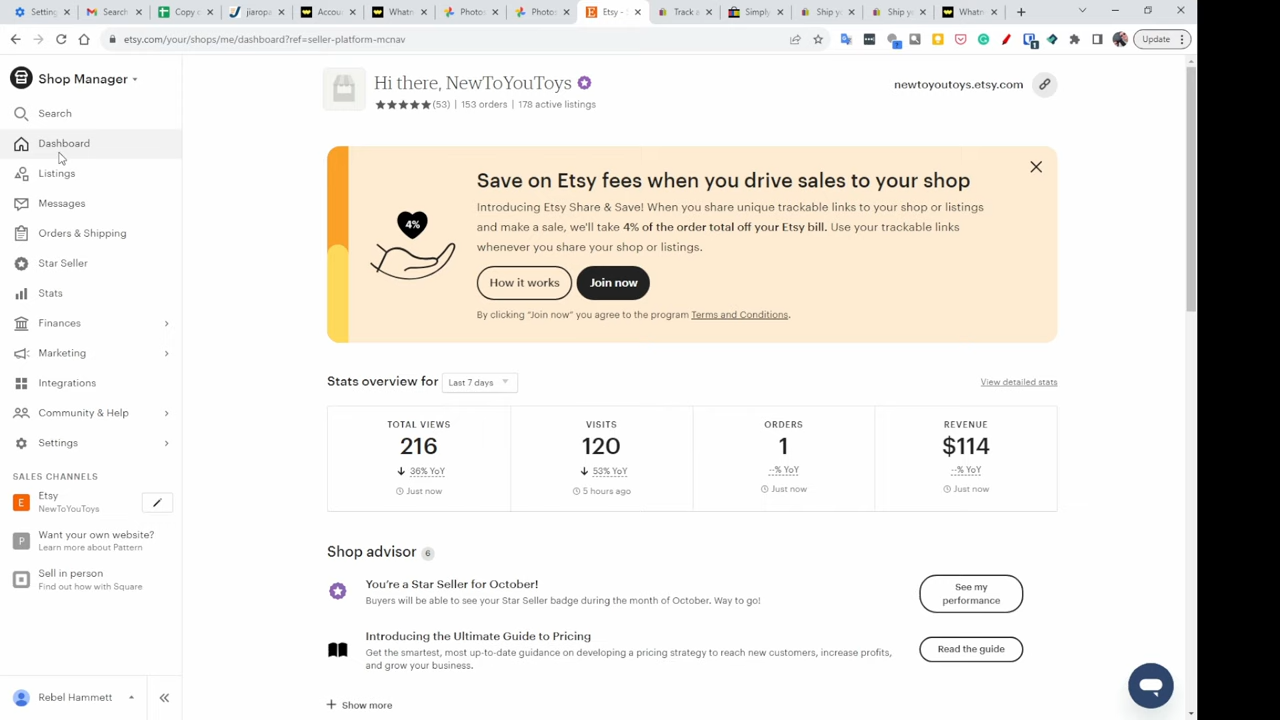 Setting
Search
Copy c
jiarop
Accou
Whatn
Photos
Photos
Etsy -
Track a
Simply
Ship yo
Ship yo
Whatn
etsy.com/your/shops/me/dashboard?ref=seller-platform-mcnav
Update
Shop Manager
Search
Dashboard
Listings
Messages
Orders & Shipping
Star Seller
Stats
Finances
Marketing
Integrations
Community & Help
Settings
SALES CHANNELS
E
Etsy
NewToYouToys
P
Want your own website?
Learn more about Pattern
Sell in person
Find out how with Square
Rebel Hammett
Hi there, NewToYouToys
(53) | 153 orders | 178 active listings
newtoyoutoys.etsy.com
4%
Save on Etsy fees when you drive sales to your shop
Introducing Etsy Share & Save! When you share unique trackable links to your shop or listings
and make a sale, we'll take 4% of the order total off your Etsy bill. Use your trackable links
whenever you share your shop or listings.
How it works
Join now
By clicking "Join now" you agree to the program Terms and Conditions.
Stats overview for
Last 7 days
View detailed stats
TOTAL VIEWS
216
36% YoY
Just now
VISITS
120
53% YoY
5 hours ago
ORDERS
1
--% YoY
Just now
REVENUE
$114
--% YoY
Just now
Shop advisor 6
You're a Star Seller for October!
Buyers will be able to see your Star Seller badge during the month of October. Way to go!
See my
performance
Introducing the Ultimate Guide to Pricing
Get the smartest, most up-to-date guidance on developing a pricing strategy to reach new customers, increase profits,
and grow your business.
Read the guide
+ Show more